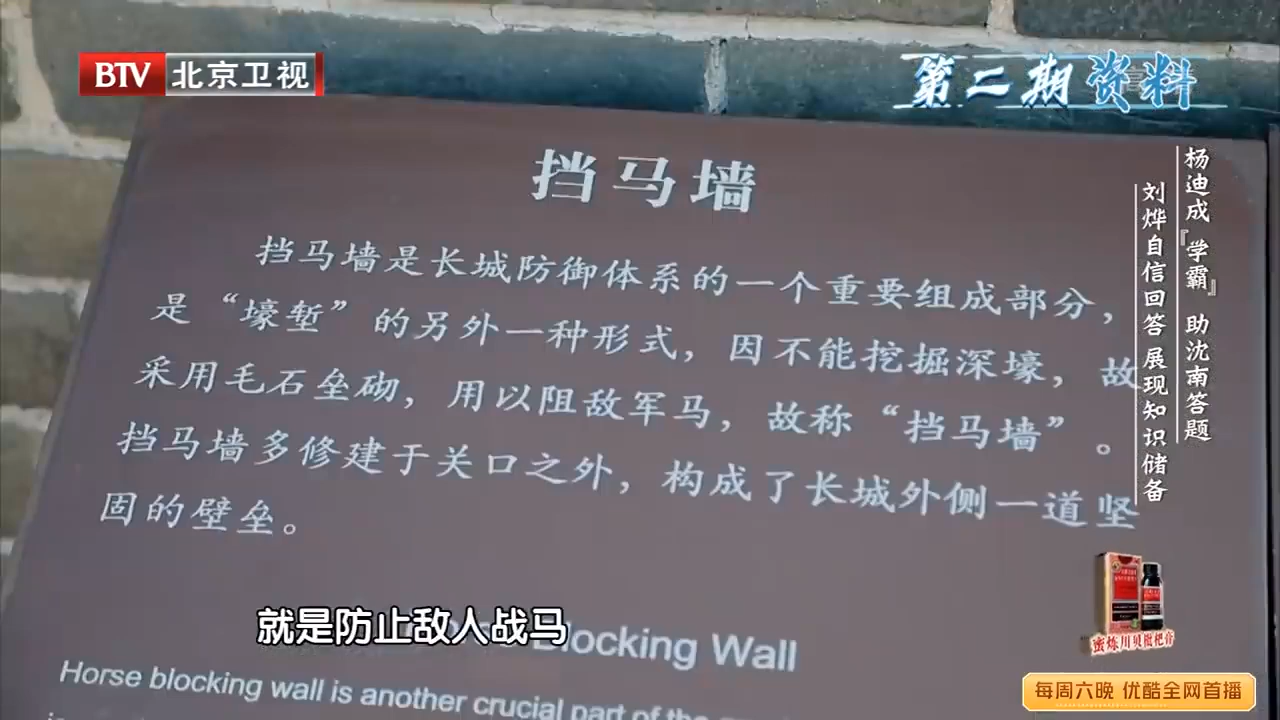 BTV 北京卫视
第二期资料
杨迪成『学霸』 助沈南答题
刘烨自信回答 展现知识储备
挡马墙
挡马墙是长城防御体系的一个重要组成部分，
是“壕堑”的另外一种形式，因不能挖掘深壕，故
采用毛石垒砌，用以阻敌军马，故称“挡马墙”。
挡马墙多修建于关口之外，构成了长城外侧一道坚
固的壁垒。
就是防止敌人战马
Blocking Wall
Horse blocking wall is another crucial part of the
蜜炼川贝枇杷膏
每周六晚 优酷全网首播